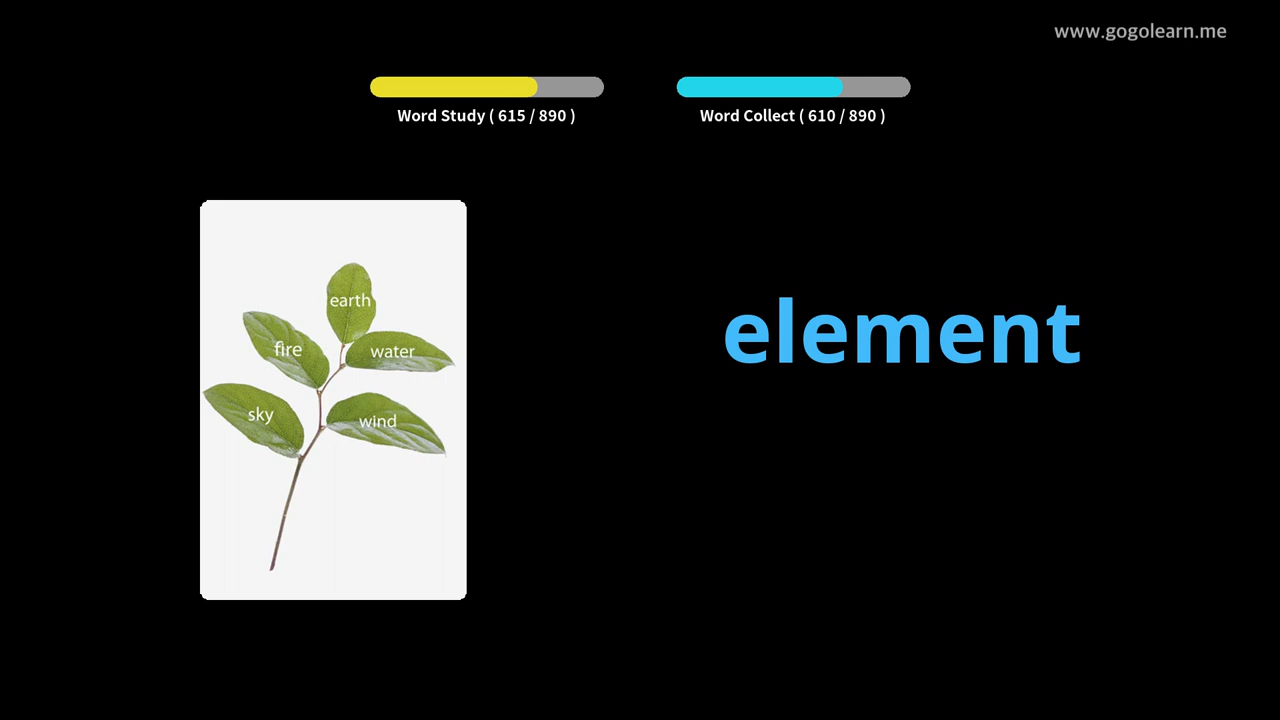 www.gogolearn.me
Word Study ( 615 / 890 )
Word Collect ( 610 / 890 )
earth
fire
water
sky
wind
element